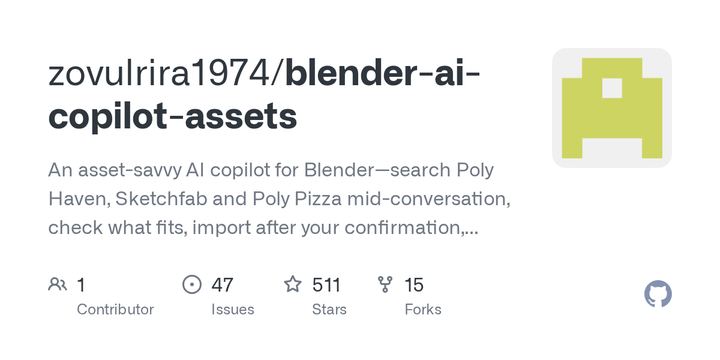 zovulrira1974/blender-ai-
copilot-assets
An asset-savvy AI copilot for Blender—search Poly
Haven, Sketchfab and Poly Pizza mid-conversation,
check what fits, import after your confirmation,...
1
Contributor
47
Issues
511
Stars
15
Forks